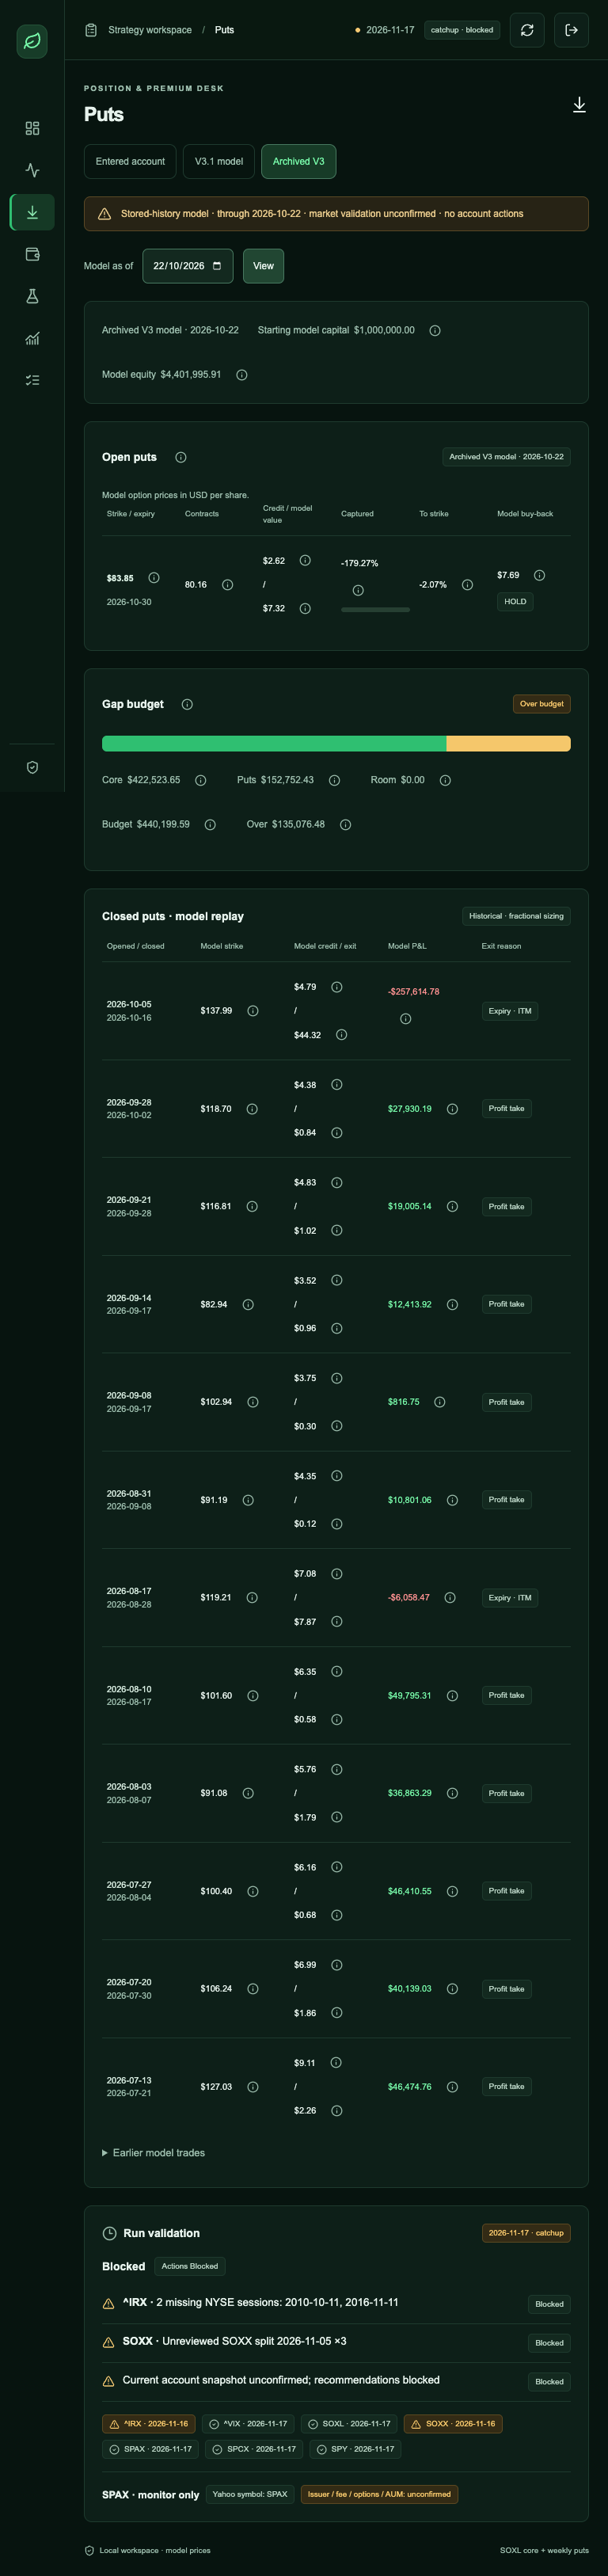 Strategy workspace / Puts
2026-11-17
catchup · blocked
POSITION & PREMIUM DESK
Puts
Entered account
V3.1 model
Archived V3
Stored-history model · through 2026-10-22 · market validation unconfirmed · no account actions
Model as of 22/10/2026 View
Archived V3 model · 2026-10-22 Starting model capital $1,000,000.00
Model equity $4,401,995.91
Open puts
Archived V3 model · 2026-10-22
Model option prices in USD per share.
Strike / expiry Contracts Credit / model value Captured To strike Model buy-back
$83.85
2026-10-30
80.16
$2.62
/
$7.32
-179.27%
-2.07%
$7.69
HOLD
Gap budget
Over budget
Core $422,523.65 Puts $152,752.43 Room $0.00
Budget $440,199.59 Over $135,076.48
Closed puts · model replay
Historical · fractional sizing
Opened / closed Model strike Model credit / exit Model P&L Exit reason
2026-10-05
2026-10-16
$137.99
$4.79
/
$44.32
-$257,614.78
Expiry · ITM
2026-09-28
2026-10-02
$118.70
$4.38
/
$0.84
$27,930.19
Profit take
2026-09-21
2026-09-28
$116.81
$4.83
/
$1.02
$19,005.14
Profit take
2026-09-14
2026-09-17
$82.94
$3.52
/
$0.96
$12,413.92
Profit take
2026-09-08
2026-09-17
$102.94
$3.75
/
$0.30
$816.75
Profit take
2026-08-31
2026-09-08
$91.19
$4.35
/
$0.12
$10,801.06
Profit take
2026-08-17
2026-08-28
$119.21
$7.08
/
$7.87
-$6,058.47
Expiry · ITM
2026-08-10
2026-08-17
$101.60
$6.35
/
$0.58
$49,795.31
Profit take
2026-08-03
2026-08-07
$91.08
$5.76
/
$1.79
$36,863.29
Profit take
2026-07-27
2026-08-04
$100.40
$6.16
/
$0.68
$46,410.55
Profit take
2026-07-20
2026-07-30
$106.24
$6.99
/
$1.86
$40,139.03
Profit take
2026-07-13
2026-07-21
$127.03
$9.11
/
$2.26
$46,474.76
Profit take
Earlier model trades
Run validation
2026-11-17 · catchup
Blocked Actions Blocked
^IRX · 2 missing NYSE sessions: 2010-10-11, 2016-11-11 Blocked
SOXX · Unreviewed SOXX split 2026-11-05 ×3 Blocked
Current account snapshot unconfirmed; recommendations blocked Blocked
^IRX · 2026-11-16 ^VIX · 2026-11-17 SOXL · 2026-11-17 SOXX · 2026-11-16
SPAX · 2026-11-17 SPCX · 2026-11-17 SPY · 2026-11-17
SPAX · monitor only Yahoo symbol: SPAX Issuer / fee / options / AUM: unconfirmed
Local workspace · model prices
SOXL core + weekly puts